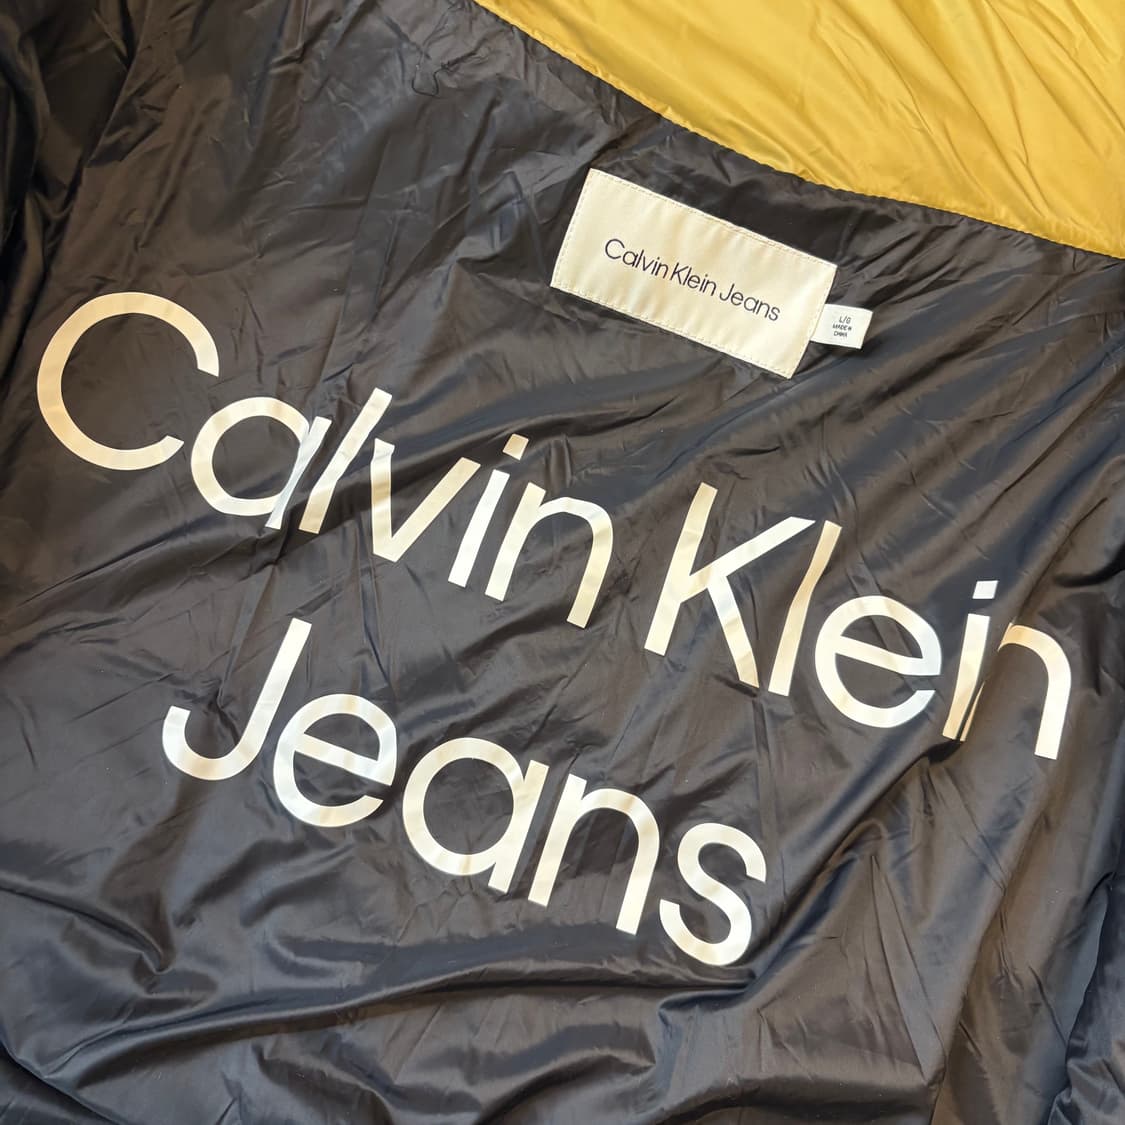 Calvin Klein Jeans
L/G
MADE IN
CHINA
Calvin Klein
Jeans